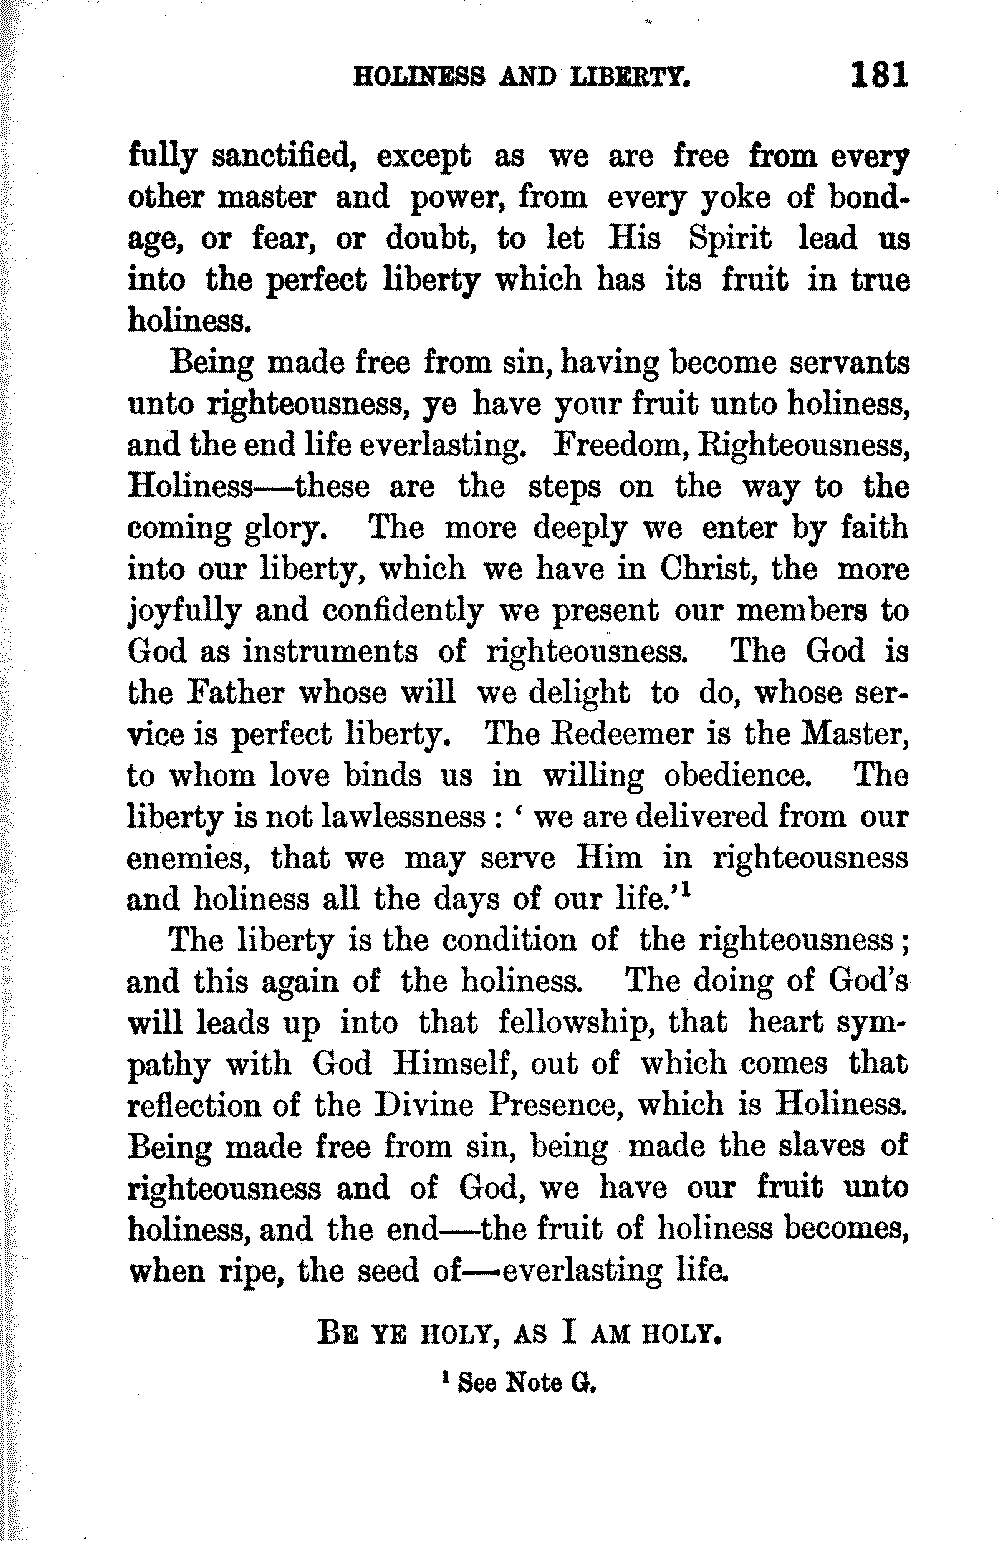 HOLINESS AND LIBERTY. 181
fully sanctified, except as we are free from every
other master and power, from every yoke of bond-
age, or fear, or doubt, to let His Spirit lead us
into the perfect liberty which has its fruit in true
holiness.
Being made free from sin, having become servants
unto righteousness, ye have your fruit unto holiness,
and the end life everlasting. Freedom, Righteousness,
Holiness—these are the steps on the way to the
coming glory. The more deeply we enter by faith
into our liberty, which we have in Christ, the more
joyfully and confidently we present our members to
God as instruments of righteousness. The God is
the Father whose will we delight to do, whose ser-
vice is perfect liberty. The Redeemer is the Master,
to whom love binds us in willing obedience. The
liberty is not lawlessness : ‘ we are delivered from our
enemies, that we may serve Him in righteousness
and holiness all the days of our life.’¹
The liberty is the condition of the righteousness ;
and this again of the holiness. The doing of God’s
will leads up into that fellowship, that heart sym-
pathy with God Himself, out of which comes that
reflection of the Divine Presence, which is Holiness.
Being made free from sin, being made the slaves of
righteousness and of God, we have our fruit unto
holiness, and the end—the fruit of holiness becomes,
when ripe, the seed of—everlasting life.
BE YE HOLY, AS I AM HOLY.
¹ See Note G.